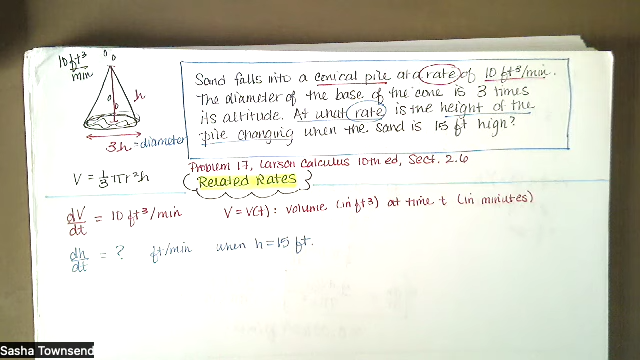 10 ft³/min
h
3h = diameter
V = 1/3 πr²h
Sand falls into a conical pile at a rate of 10 ft³/min.
The diameter of the base of the cone is 3 times
its altitude. At what rate is the height of the
pile changing when the sand is 15 ft high?
Problem 17, Larson Calculus 10th ed, Sect. 2.6
Related Rates
dV/dt = 10 ft³/min V = V(t): volume (in ft³) at time t (in minutes)
dh/dt = ? ft/min when h = 15 ft.
Sasha Townsend